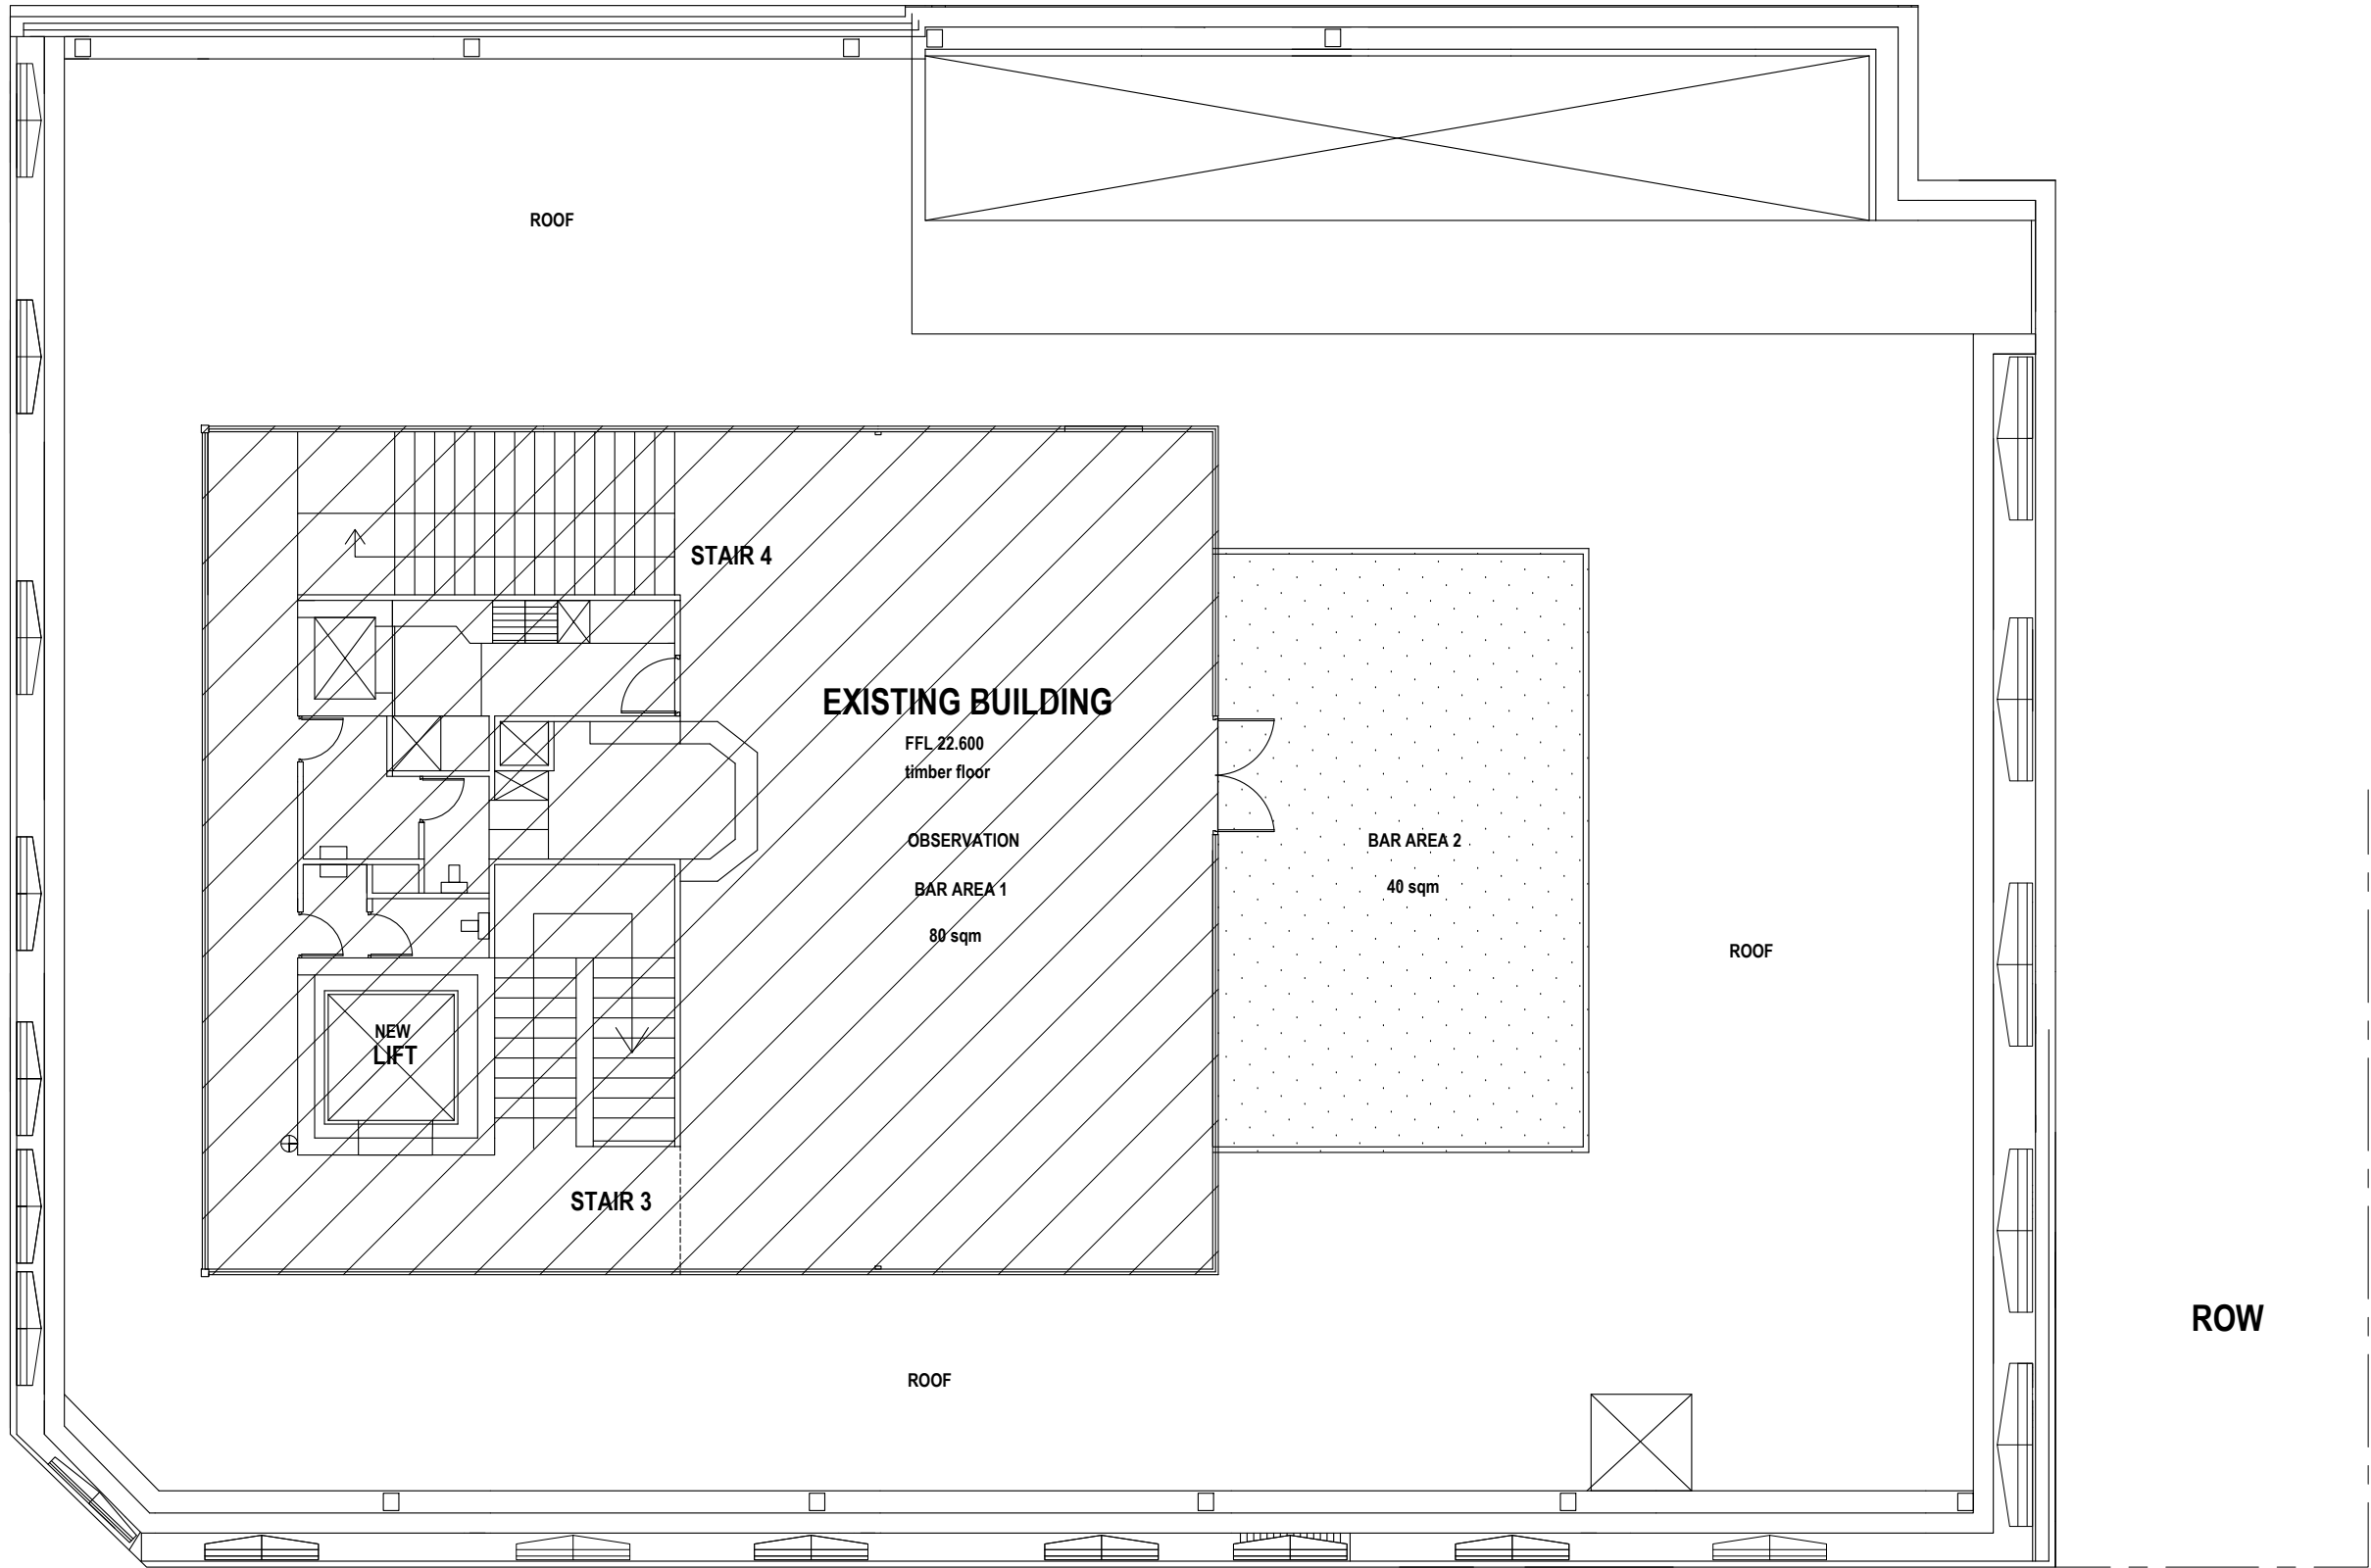 ROOF
STAIR 4
EXISTING BUILDING
FFL 22.600
timber floor
OBSERVATION
BAR AREA 1
80 sqm
BAR AREA 2
40 sqm
ROOF
NEW
LIFT
STAIR 3
ROW
ROOF